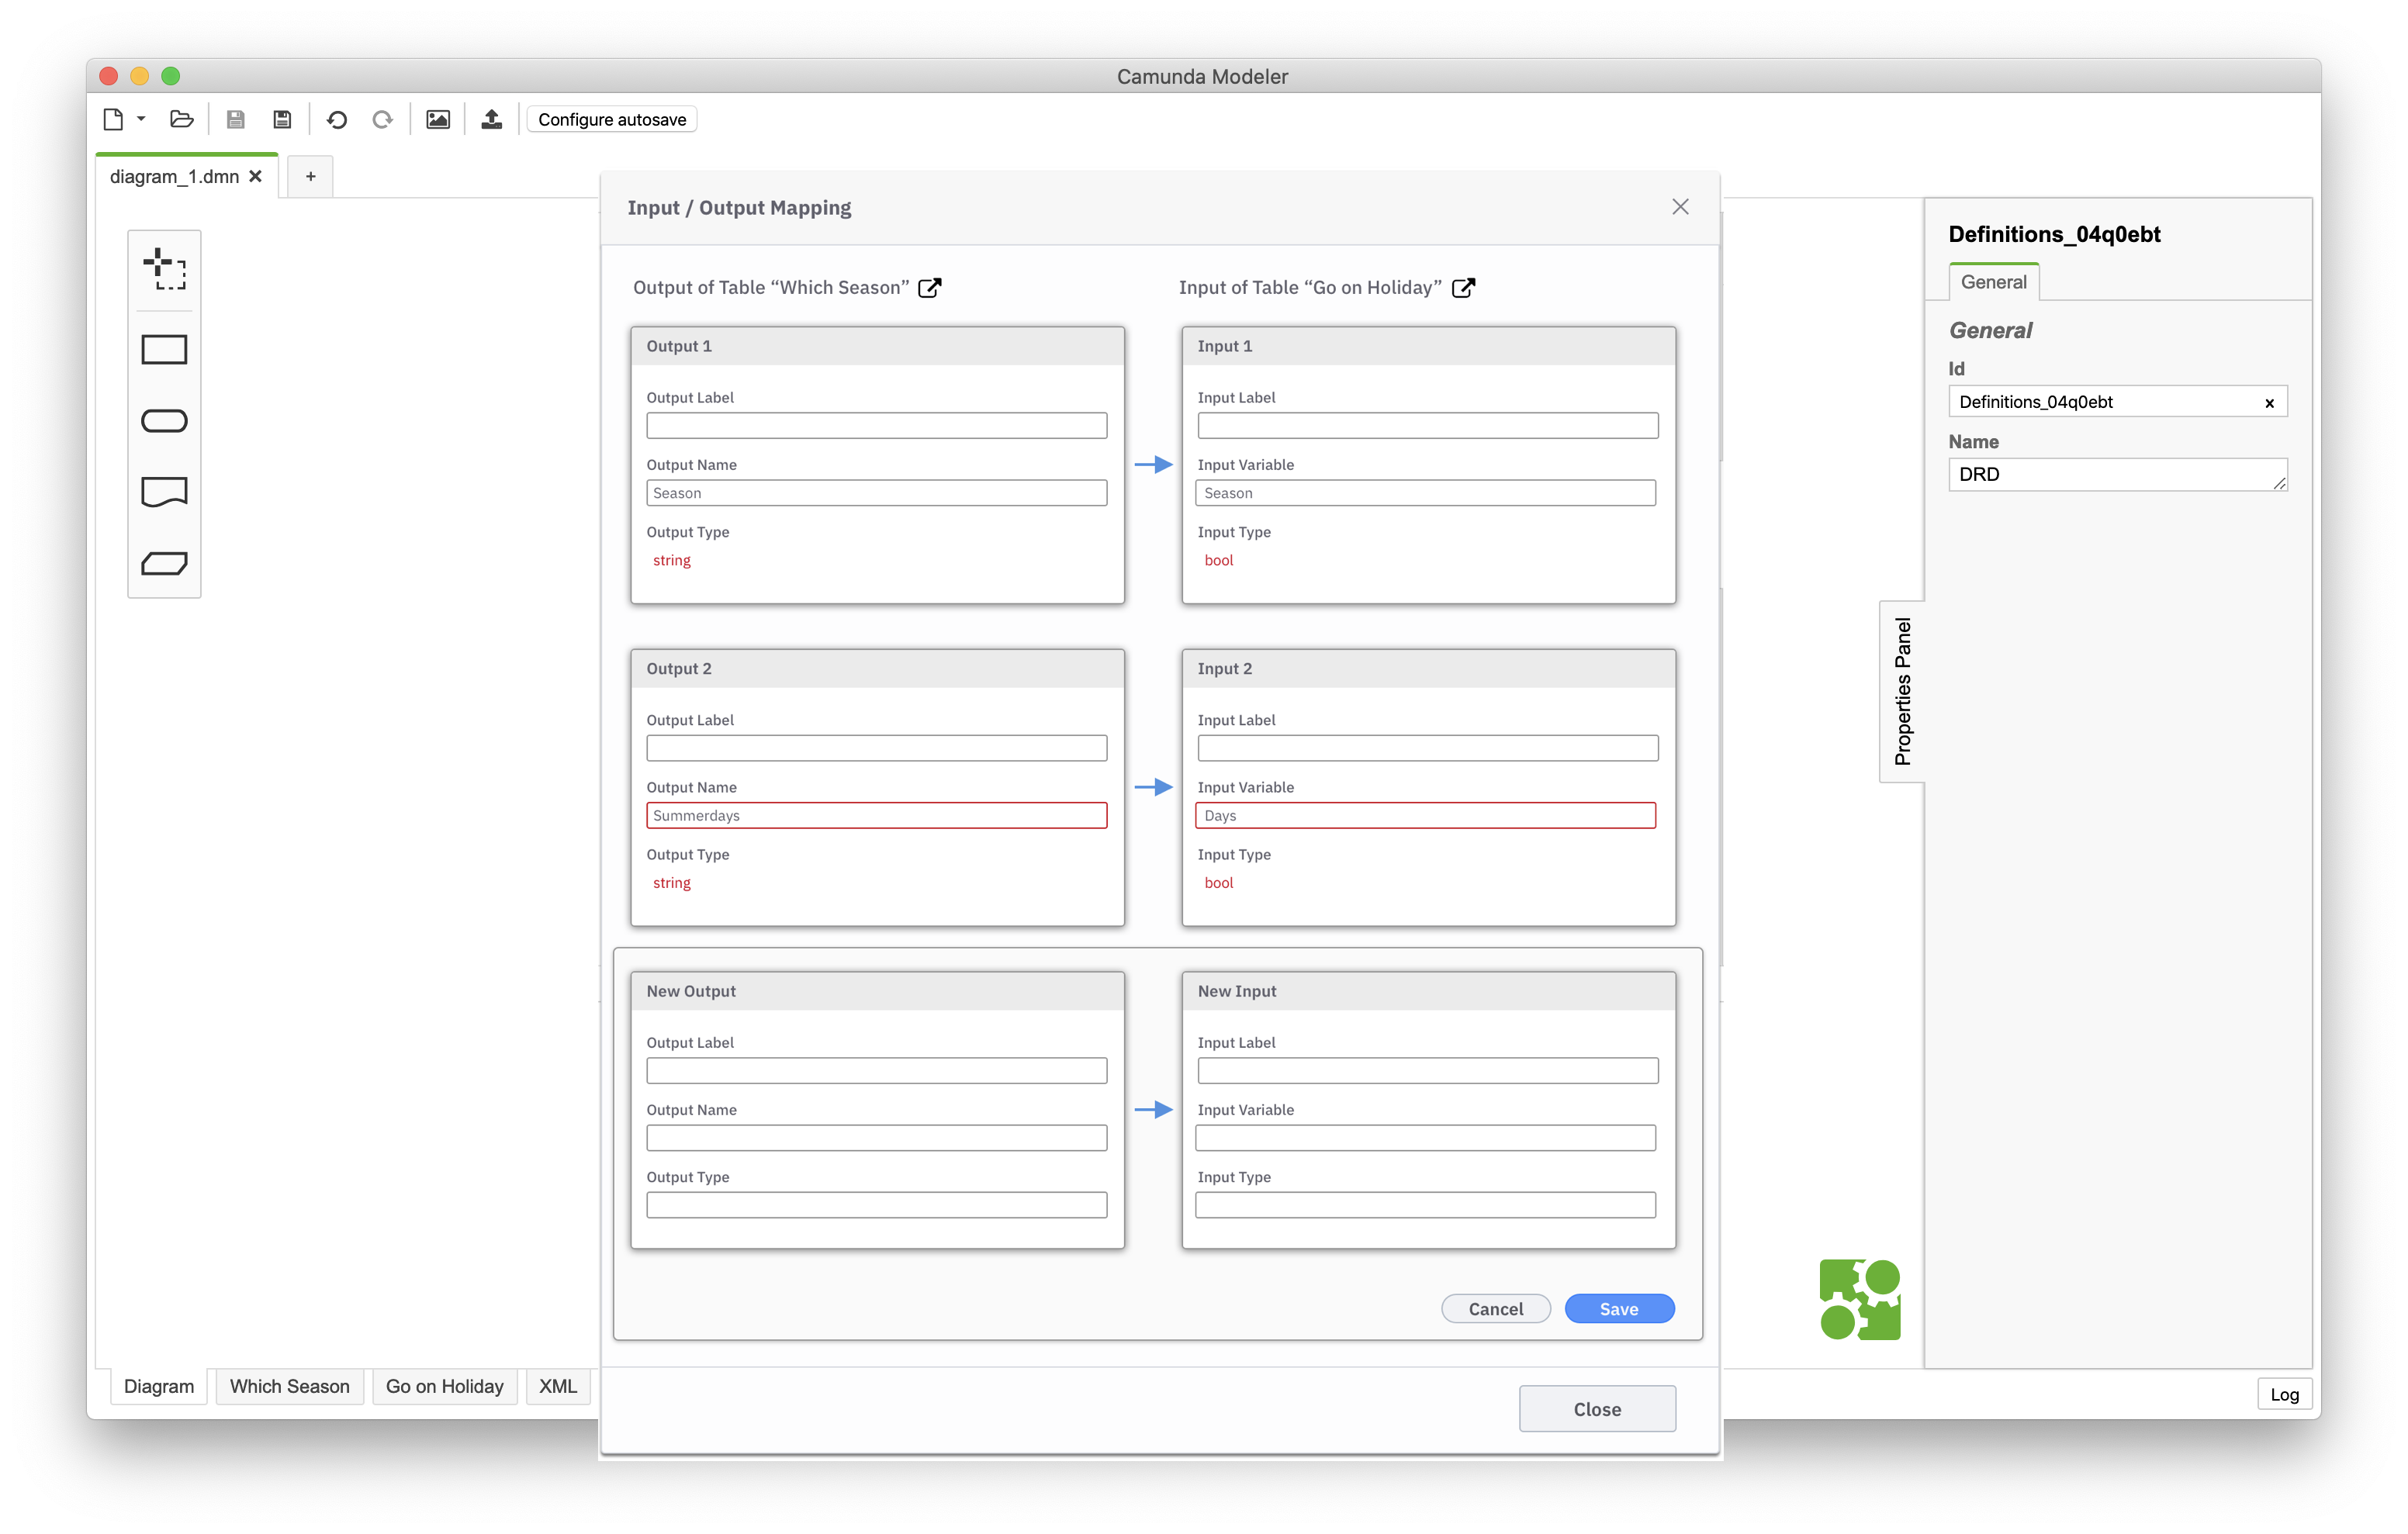 Camunda Modeler
Configure autosave
diagram_1.dmn
+
Input / Output Mapping
Output of Table “Which Season”
Input of Table “Go on Holiday”
Output 1
Output Label
Output Name
Season
Output Type
string
Input 1
Input Label
Input Variable
Season
Input Type
bool
Output 2
Output Label
Output Name
Summerdays
Output Type
string
Input 2
Input Label
Input Variable
Days
Input Type
bool
New Output
Output Label
Output Name
Output Type
New Input
Input Label
Input Variable
Input Type
Cancel
Save
Close
Properties Panel
Definitions_04q0ebt
General
General
Id
Definitions_04q0ebt
Name
DRD
Diagram
Which Season
Go on Holiday
XML
Log